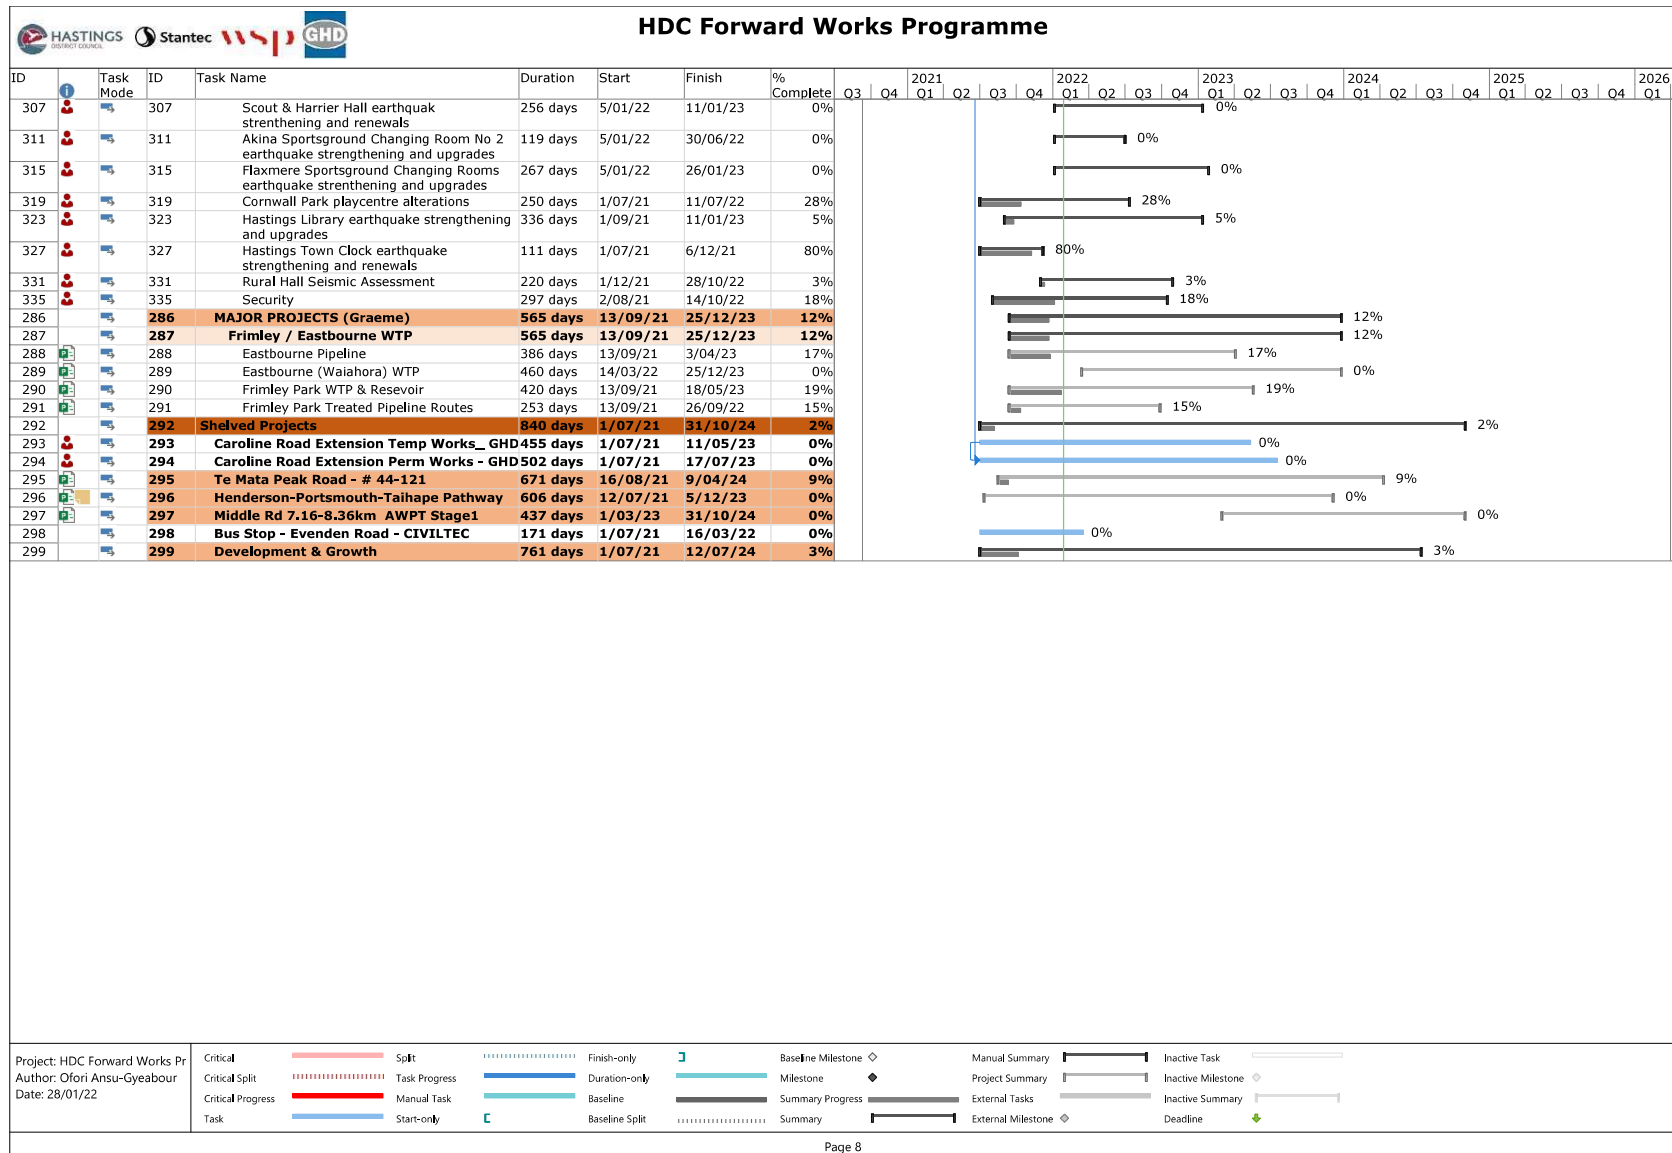 HASTINGS
DISTRICT COUNCIL
Stantec
wsp
GHD
HDC Forward Works Programme
ID Task Mode ID Task Name Duration Start Finish % Complete
2021 2022 2023 2024 2025 2026
Q3 Q4 Q1 Q2 Q3 Q4 Q1 Q2 Q3 Q4 Q1 Q2 Q3 Q4 Q1 Q2 Q3 Q4 Q1 Q2 Q3 Q4 Q1
307 307 Scout & Harrier Hall earthquak 256 days 5/01/22 11/01/23 0% 0%
strenthening and renewals
311 311 Akina Sportsground Changing Room No 2 119 days 5/01/22 30/06/22 0% 0%
earthquake strengthening and upgrades
315 315 Flaxmere Sportsground Changing Rooms 267 days 5/01/22 26/01/23 0% 0%
earthquake strenthening and upgrades
319 319 Cornwall Park playcentre alterations 250 days 1/07/21 11/07/22 28% 28%
323 323 Hastings Library earthquake strengthening 336 days 1/09/21 11/01/23 5% 5%
and upgrades
327 327 Hastings Town Clock earthquake 111 days 1/07/21 6/12/21 80% 80%
strengthening and renewals
331 331 Rural Hall Seismic Assessment 220 days 1/12/21 28/10/22 3% 3%
335 335 Security 297 days 2/08/21 14/10/22 18% 18%
286 286 MAJOR PROJECTS (Graeme) 565 days 13/09/21 25/12/23 12% 12%
287 287 Frimley / Eastbourne WTP 565 days 13/09/21 25/12/23 12% 12%
288 288 Eastbourne Pipeline 386 days 13/09/21 3/04/23 17% 17%
289 289 Eastbourne (Waiahora) WTP 460 days 14/03/22 25/12/23 0% 0%
290 290 Frimley Park WTP & Resevoir 420 days 13/09/21 18/05/23 19% 19%
291 291 Frimley Park Treated Pipeline Routes 253 days 13/09/21 26/09/22 15% 15%
292 292 Shelved Projects 840 days 1/07/21 31/10/24 2% 2%
293 293 Caroline Road Extension Temp Works_ GHD 455 days 1/07/21 11/05/23 0% 0%
294 294 Caroline Road Extension Perm Works - GHD 502 days 1/07/21 17/07/23 0% 0%
295 295 Te Mata Peak Road - # 44-121 671 days 16/08/21 9/04/24 9% 9%
296 296 Henderson-Portsmouth-Taihape Pathway 606 days 12/07/21 5/12/23 0% 0%
297 297 Middle Rd 7.16-8.36km AWPT Stage1 437 days 1/03/23 31/10/24 0% 0%
298 298 Bus Stop - Evenden Road - CIVILTEC 171 days 1/07/21 16/03/22 0% 0%
299 299 Development & Growth 761 days 1/07/21 12/07/24 3% 3%
Project: HDC Forward Works Pr
Author: Ofori Ansu-Gyeabour
Date: 28/01/22
Critical Split Finish-only Baseline Milestone Manual Summary Inactive Task
Critical Split Task Progress Duration-only Milestone Project Summary Inactive Milestone
Critical Progress Manual Task Baseline Summary Progress External Tasks Inactive Summary
Task Start-only Baseline Split Summary External Milestone Deadline
Page 8